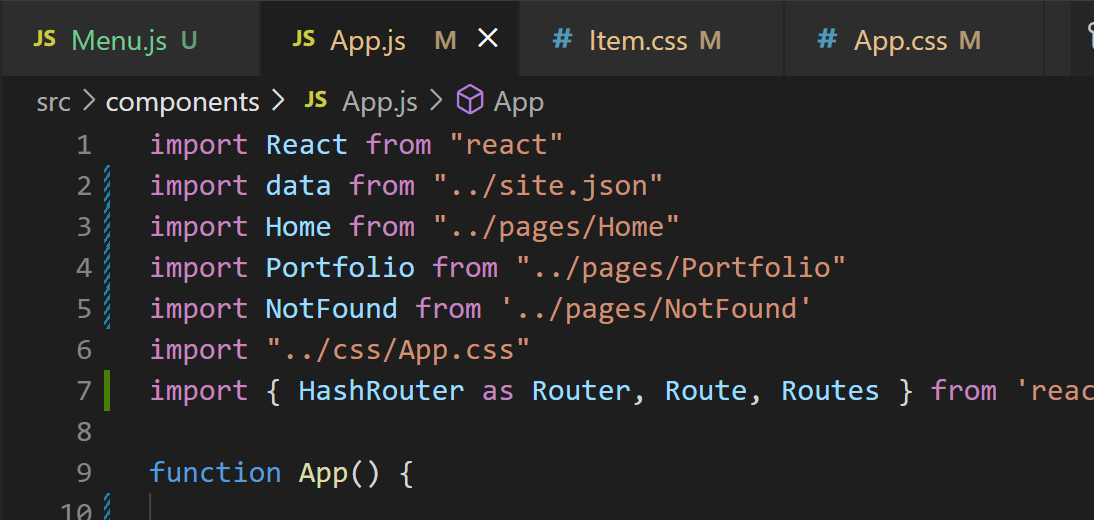 JS Menu.js U JS App.js M × # Item.css M # App.css M
src > components > JS App.js > App
1 import React from "react"
2 import data from "../site.json"
3 import Home from "../pages/Home"
4 import Portfolio from "../pages/Portfolio"
5 import NotFound from '../pages/NotFound'
6 import "../css/App.css"
7 import { HashRouter as Router, Route, Routes } from 'reac
8
9 function App() {
10